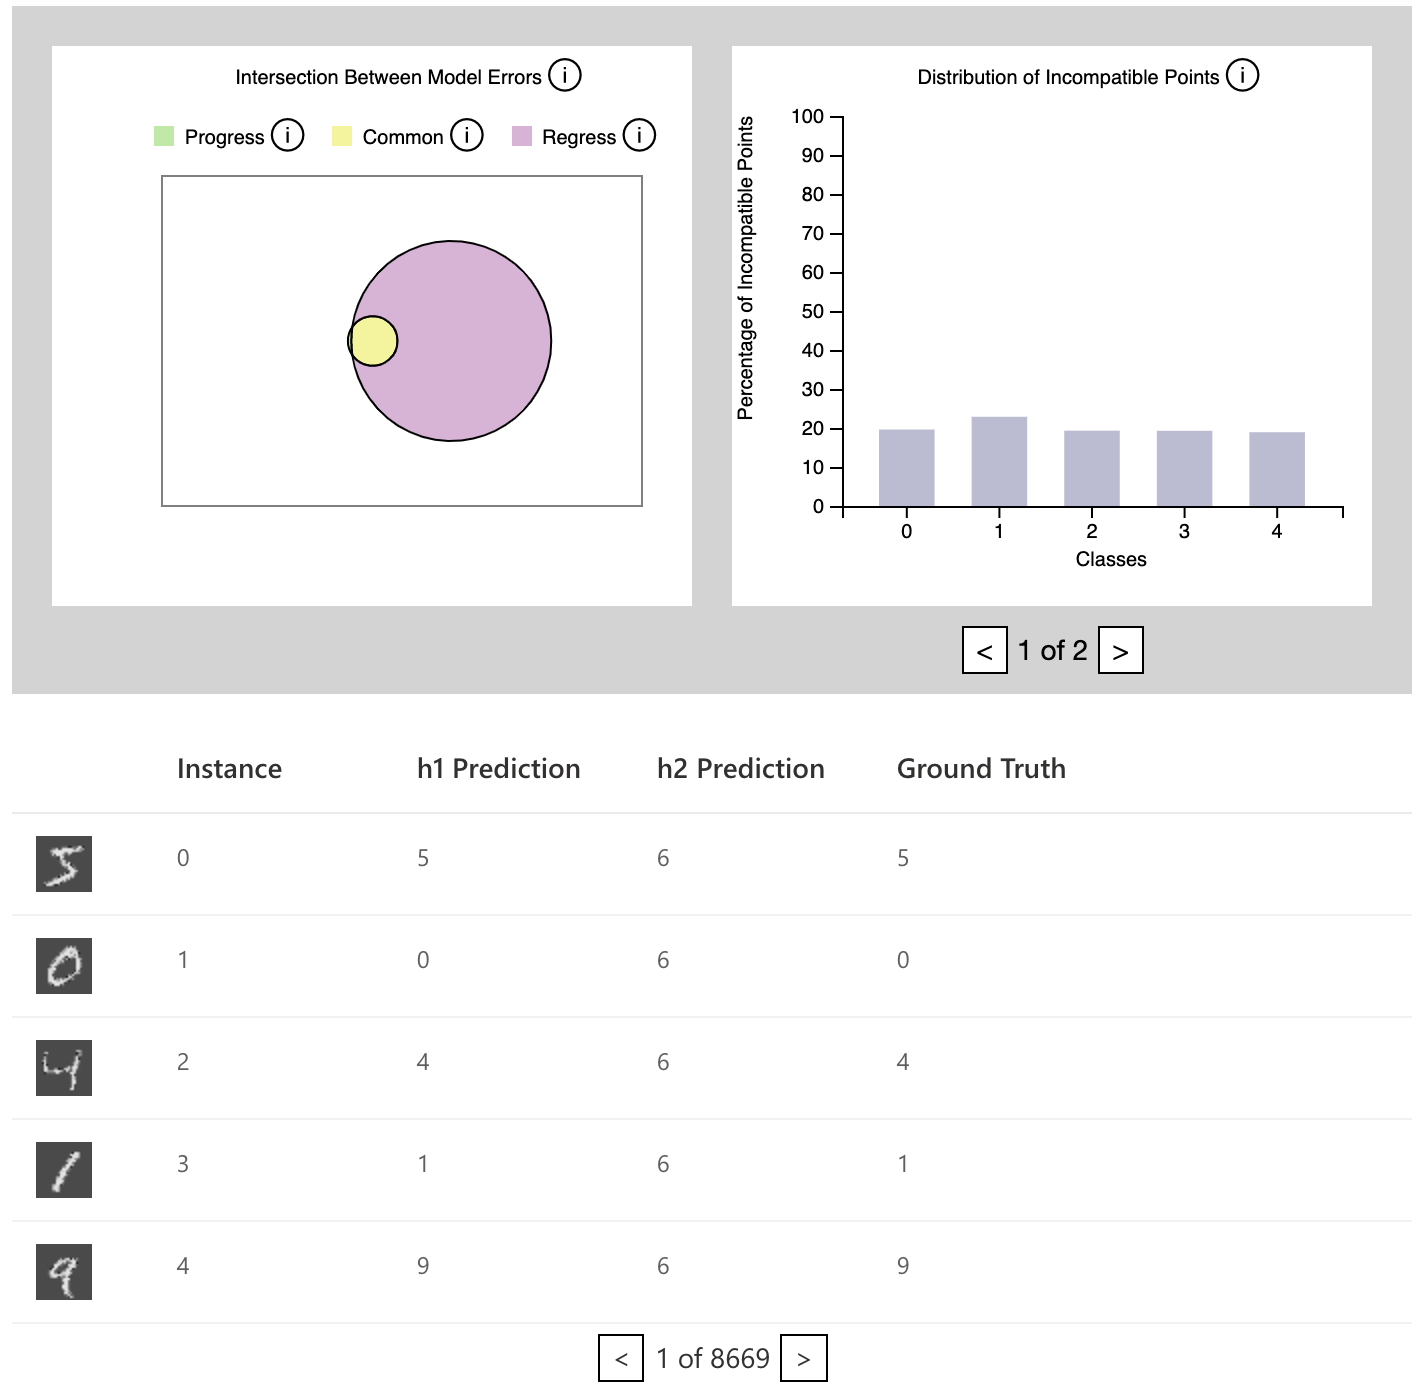 Intersection Between Model Errors i
Progress i Common i Regress i
Distribution of Incompatible Points i
Percentage of Incompatible Points
100
90
80
70
60
50
40
30
20
10
0
0 1 2 3 4
Classes
< 1 of 2 >
Instance h1 Prediction h2 Prediction Ground Truth
5 0 5 6 5
0 1 0 6 0
4 2 4 6 4
1 3 1 6 1
9 4 9 6 9
< 1 of 8669 >